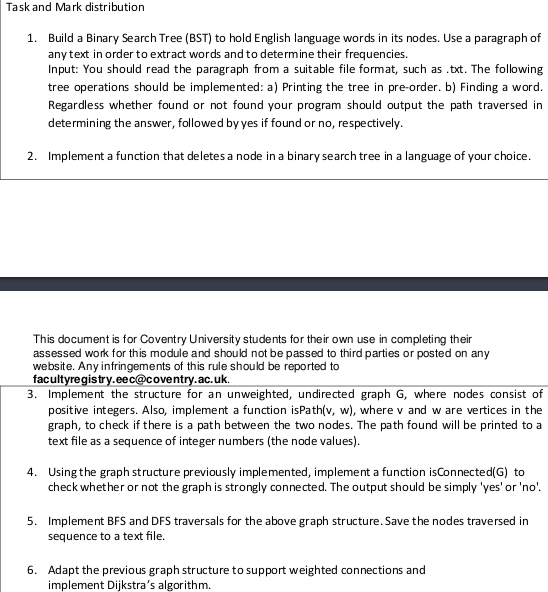 Task and Mark distribution
1. Build a Binary Search Tree (BST) to hold English language words in its nodes. Use a paragraph of
any text in order to extract words and to determine their frequencies.
Input: You should read the paragraph from a suitable file format, such as .txt. The following
tree operations should be implemented: a) Printing the tree in pre-order. b) Finding a word.
Regardless whether found or not found your program should output the path traversed in
determining the answer, followed by yes if found or no, respectively.
2. Implement a function that deletes a node in a binary search tree in a language of your choice.
This document is for Coventry University students for their own use in completing their
assessed work for this module and should not be passed to third parties or posted on any
website. Any infringements of this rule should be reported to
facultyregistry.eec@coventry.ac.uk.
3. Implement the structure for an unweighted, undirected graph G, where nodes consist of
positive integers. Also, implement a function isPath(v, w), where v and w are vertices in the
graph, to check if there is a path between the two nodes. The path found will be printed to a
text file as a sequence of integer numbers (the node values).
4. Using the graph structure previously implemented, implement a function isConnected(G) to
check whether or not the graph is strongly connected. The output should be simply 'yes' or 'no'.
5. Implement BFS and DFS traversals for the above graph structure. Save the nodes traversed in
sequence to a text file.
6. Adapt the previous graph structure to support weighted connections and
implement Dijkstra’s algorithm.